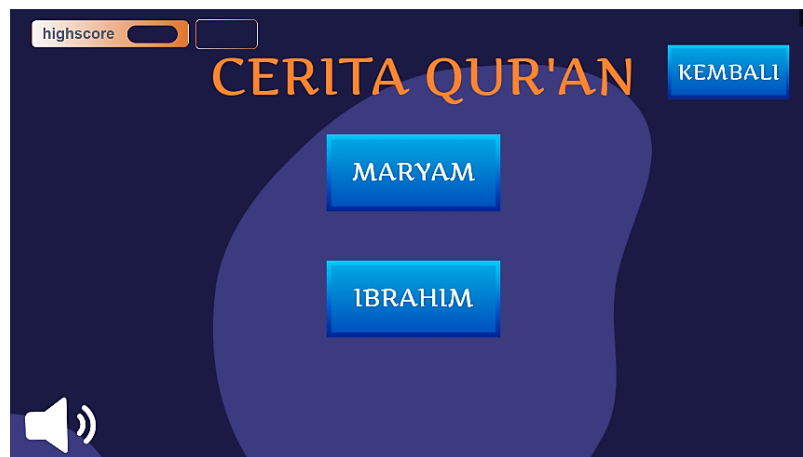 highscore
CERITA QUR'AN
KEMBALI
MARYAM
IBRAHIM